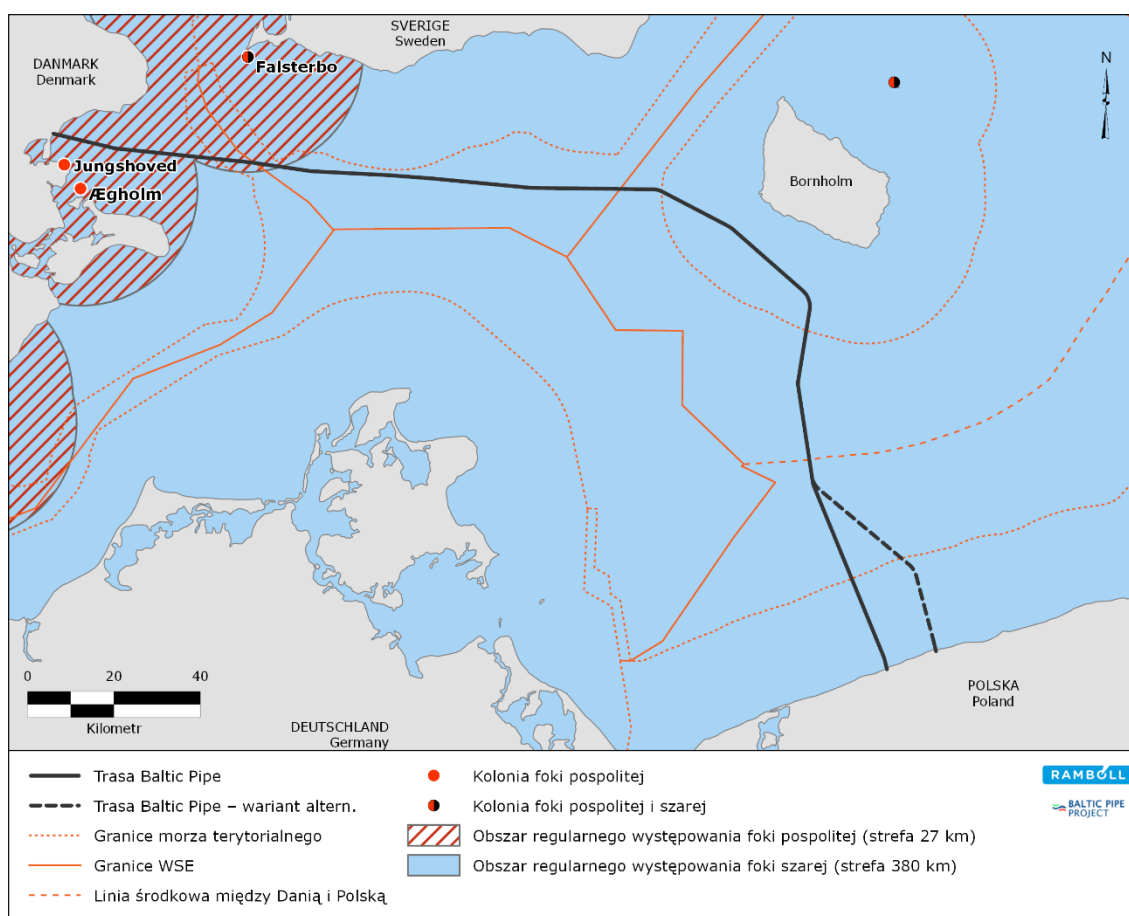 SVERIGE
Sweden
DANMARK
Denmark
Falsterbo
N
Jungshoved
Ægholm
Bornholm
0 20 40
Kilometr
DEUTSCHLAND
Germany
POLSKA
Poland
Trasa Baltic Pipe
Trasa Baltic Pipe – wariant altern.
Granice morza terytorialnego
Granice WSE
Linia środkowa między Danią i Polską
Kolonia foki pospolitej
Kolonia foki pospolitej i szarej
Obszar regularnego występowania foki pospolitej (strefa 27 km)
Obszar regularnego występowania foki szarej (strefa 380 km)
RAMBOLL
BALTIC PIPE
PROJECT